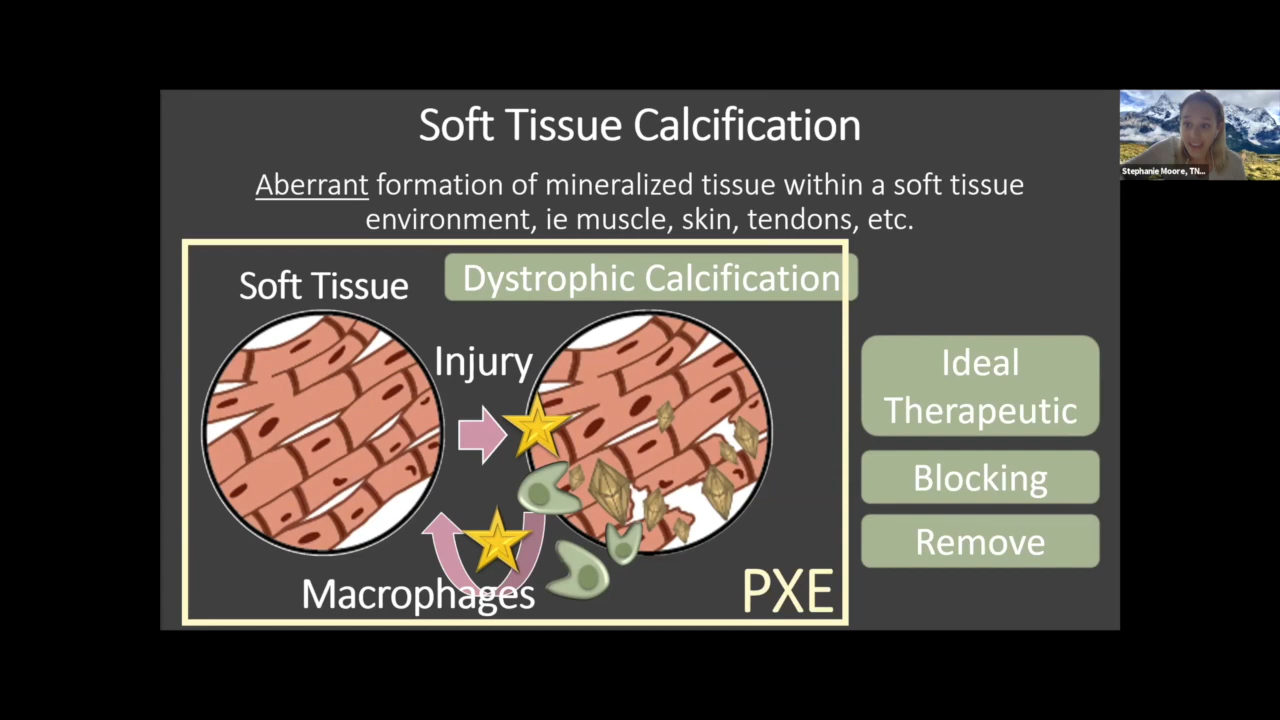 Soft Tissue Calcification
Aberrant formation of mineralized tissue within a soft tissue
environment, ie muscle, skin, tendons, etc.
Soft Tissue
Dystrophic Calcification
Injury
Macrophages
PXE
Ideal
Therapeutic
Blocking
Remove
Stephanie Moore, TN...